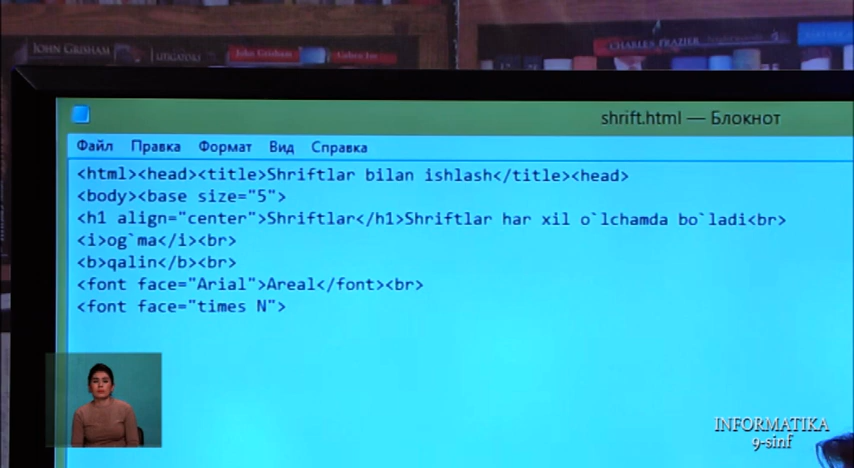 JOHN GRISHAM
John Grisham
CHARLES FRAZIER
shrift.html — Блокнот
Файл Правка Формат Вид Справка
<html><head><title>Shriftlar bilan ishlash</title><head>
<body><base size="5">
<h1 align="center">Shriftlar</h1>Shriftlar har xil o`lchamda bo`ladi<br>
<i>og`ma</i><br>
<b>qalin</b><br>
<font face="Arial">Areal</font><br>
<font face="times N">
INFORMATIKA
9-sinf